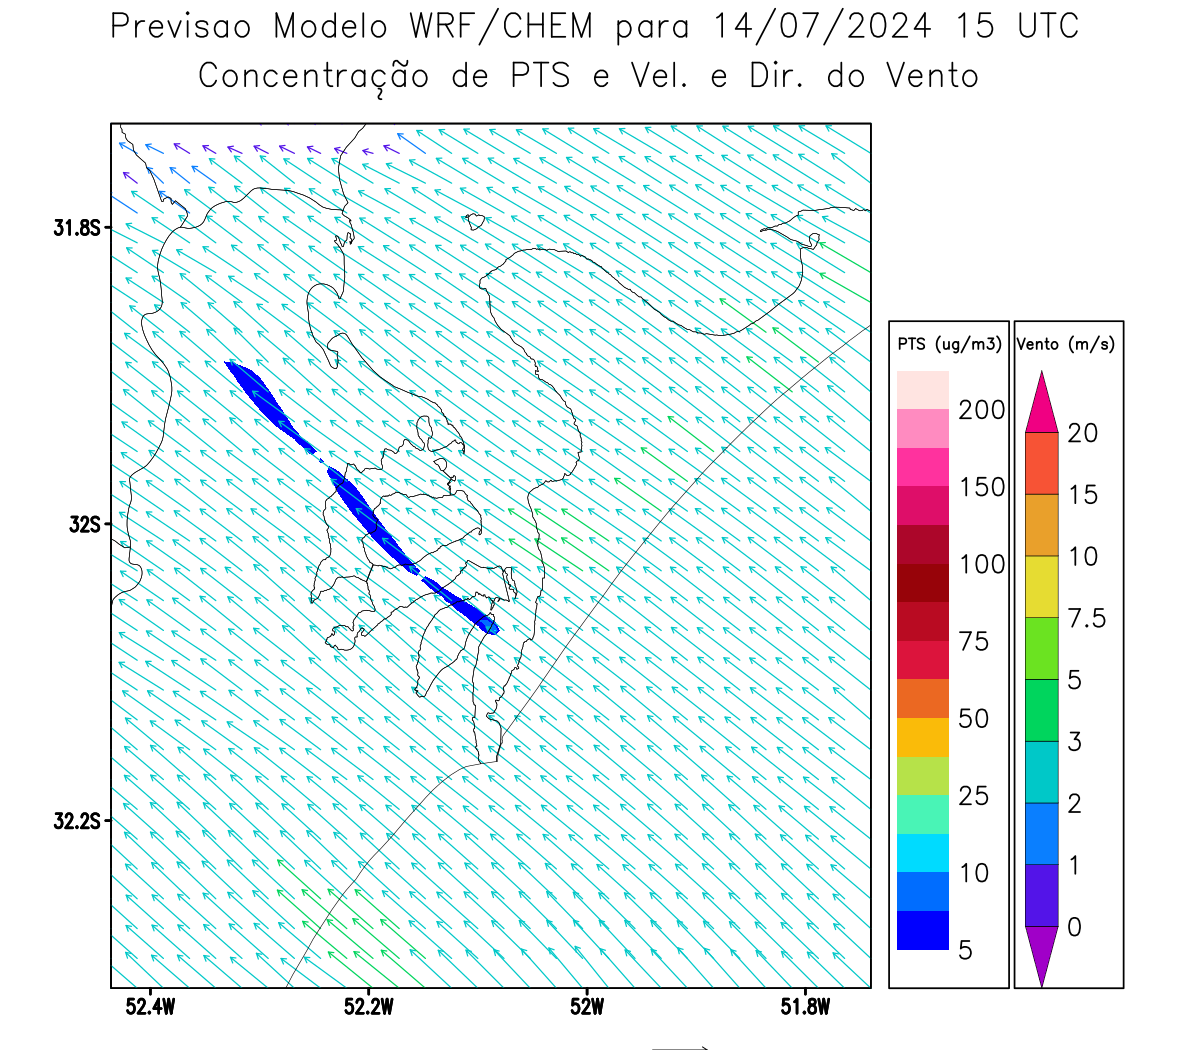 Previsao Modelo WRF/CHEM para 14/07/2024 15 UTC
Concentração de PTS e Vel. e Dir. do Vento
31.8S
32S
32.2S
52.4W 52.2W 52W 51.8W
PTS (ug/m3)
200
150
100
75
50
25
10
5
Vento (m/s)
20
15
10
7.5
5
3
2
1
0